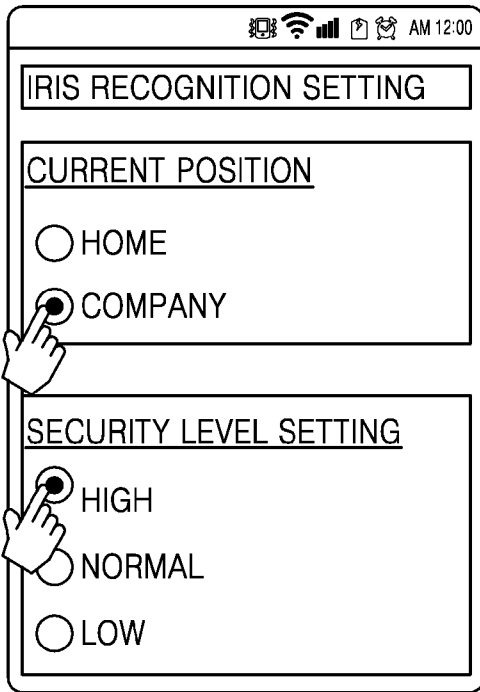 AM 12:00
IRIS RECOGNITION SETTING
CURRENT POSITION
HOME
COMPANY
SECURITY LEVEL SETTING
HIGH
NORMAL
LOW